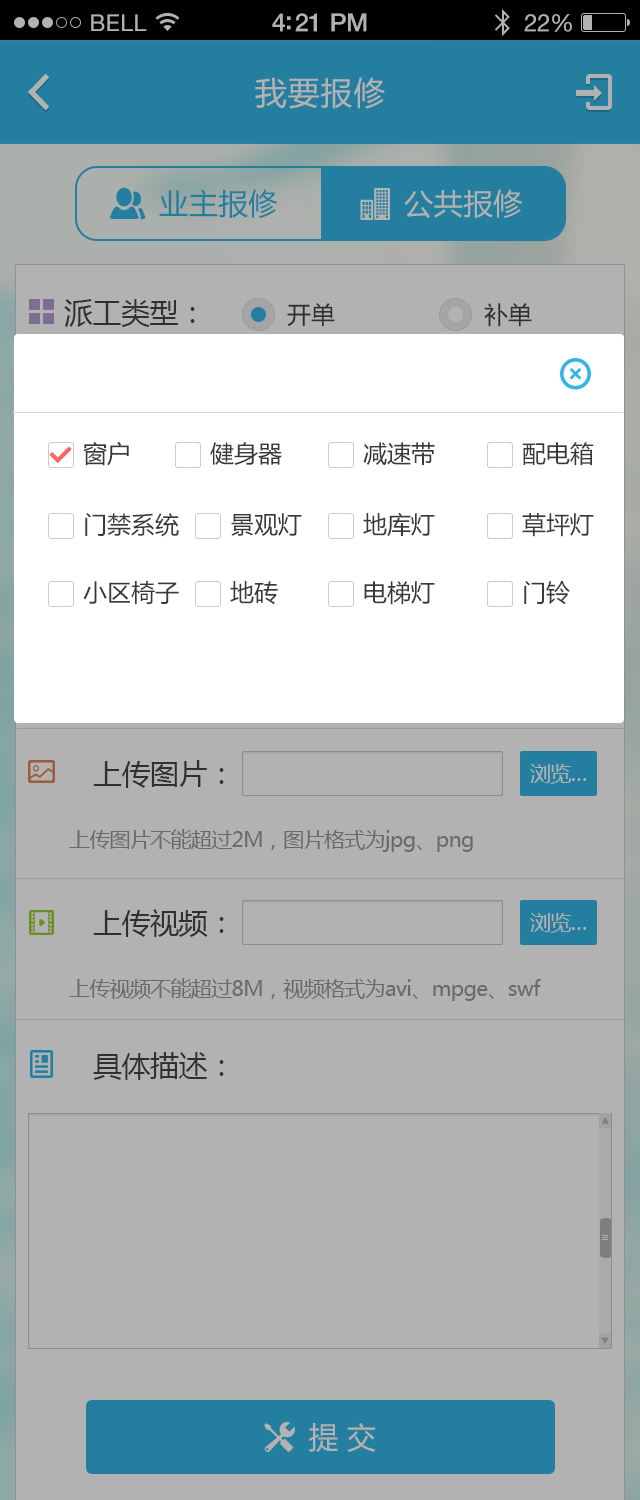 BELL 4:21 PM 22%
我要报修
业主报修 公共报修
派工类型： 开单 补单
窗户 健身器 减速带 配电箱
门禁系统 景观灯 地库灯 草坪灯
小区椅子 地砖 电梯灯 门铃
上传图片： 浏览...
上传图片不能超过2M，图片格式为jpg、png
上传视频： 浏览...
上传视频不能超过8M，视频格式为avi、mpge、swf
具体描述：
提 交